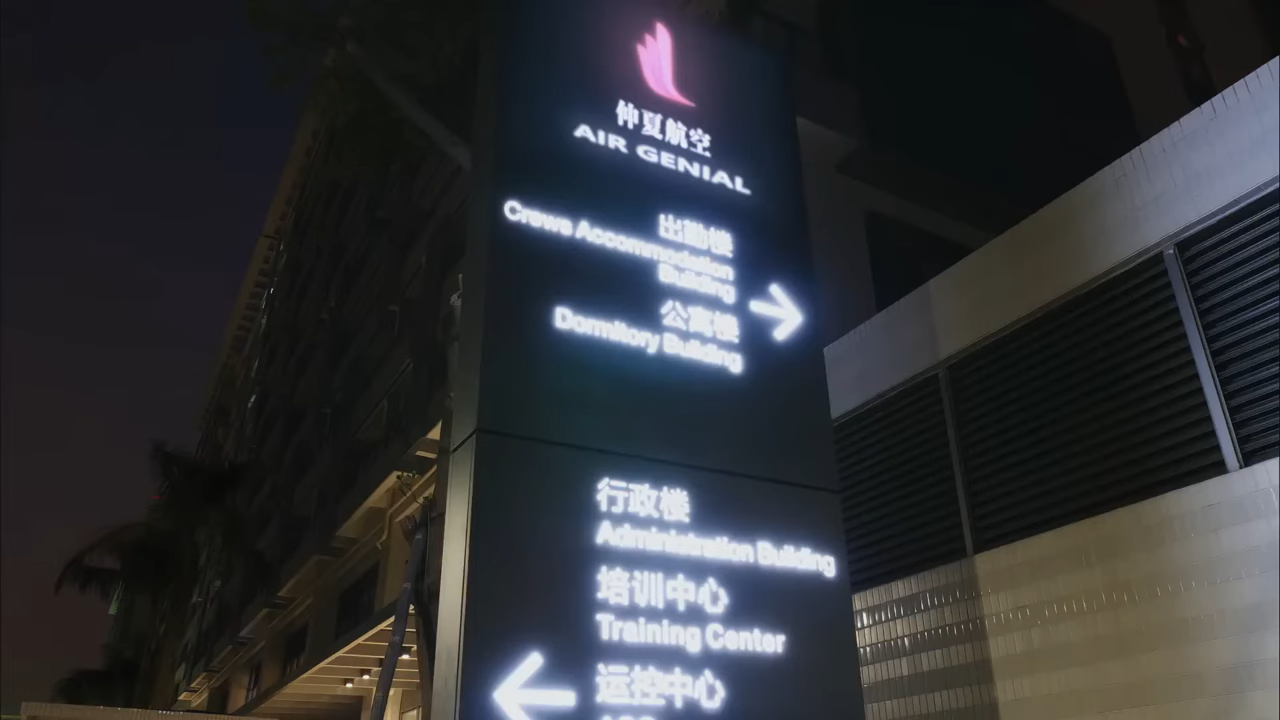 仲夏航空
AIR GENIAL
出勤楼
Crews Accommodation
Building
公寓楼
Dormitory Building
行政楼
Administration Building
培训中心
Training Center
运控中心